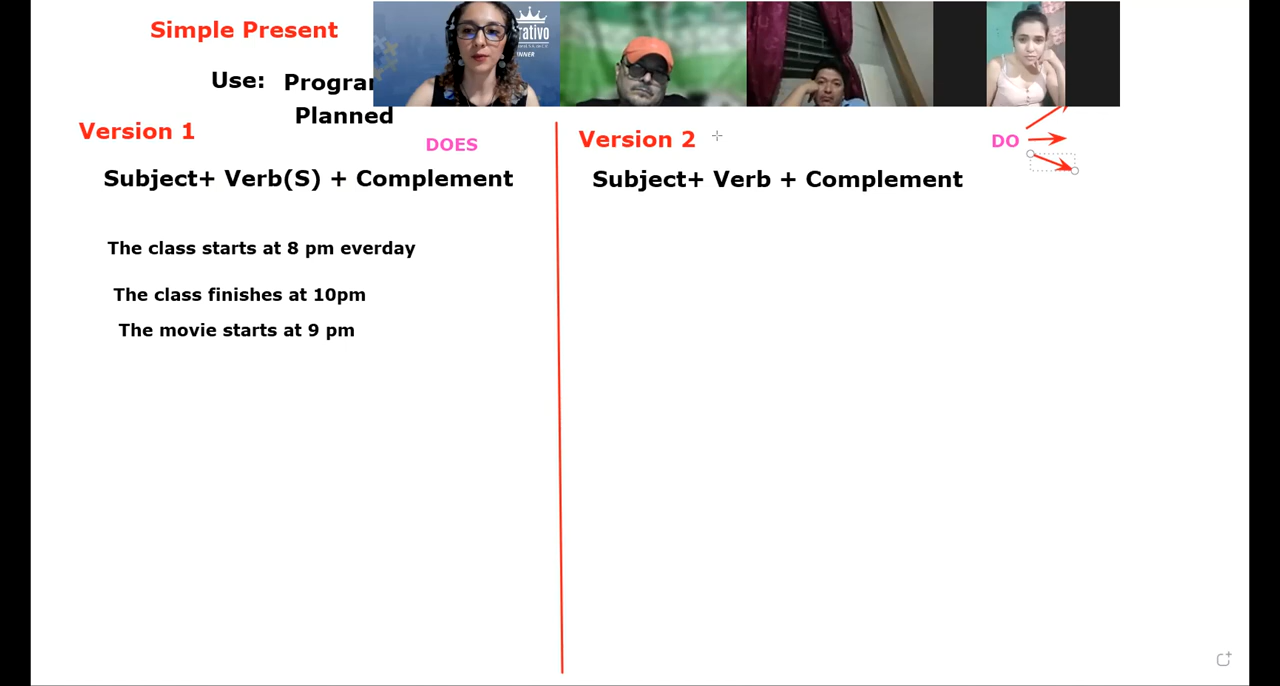 Simple Present
Use:
Planned
Version 1
DOES
Subject+ Verb(S) + Complement
The class starts at 8 pm everday
The class finishes at 10pm
The movie starts at 9 pm
Version 2
DO
Subject+ Verb + Complement